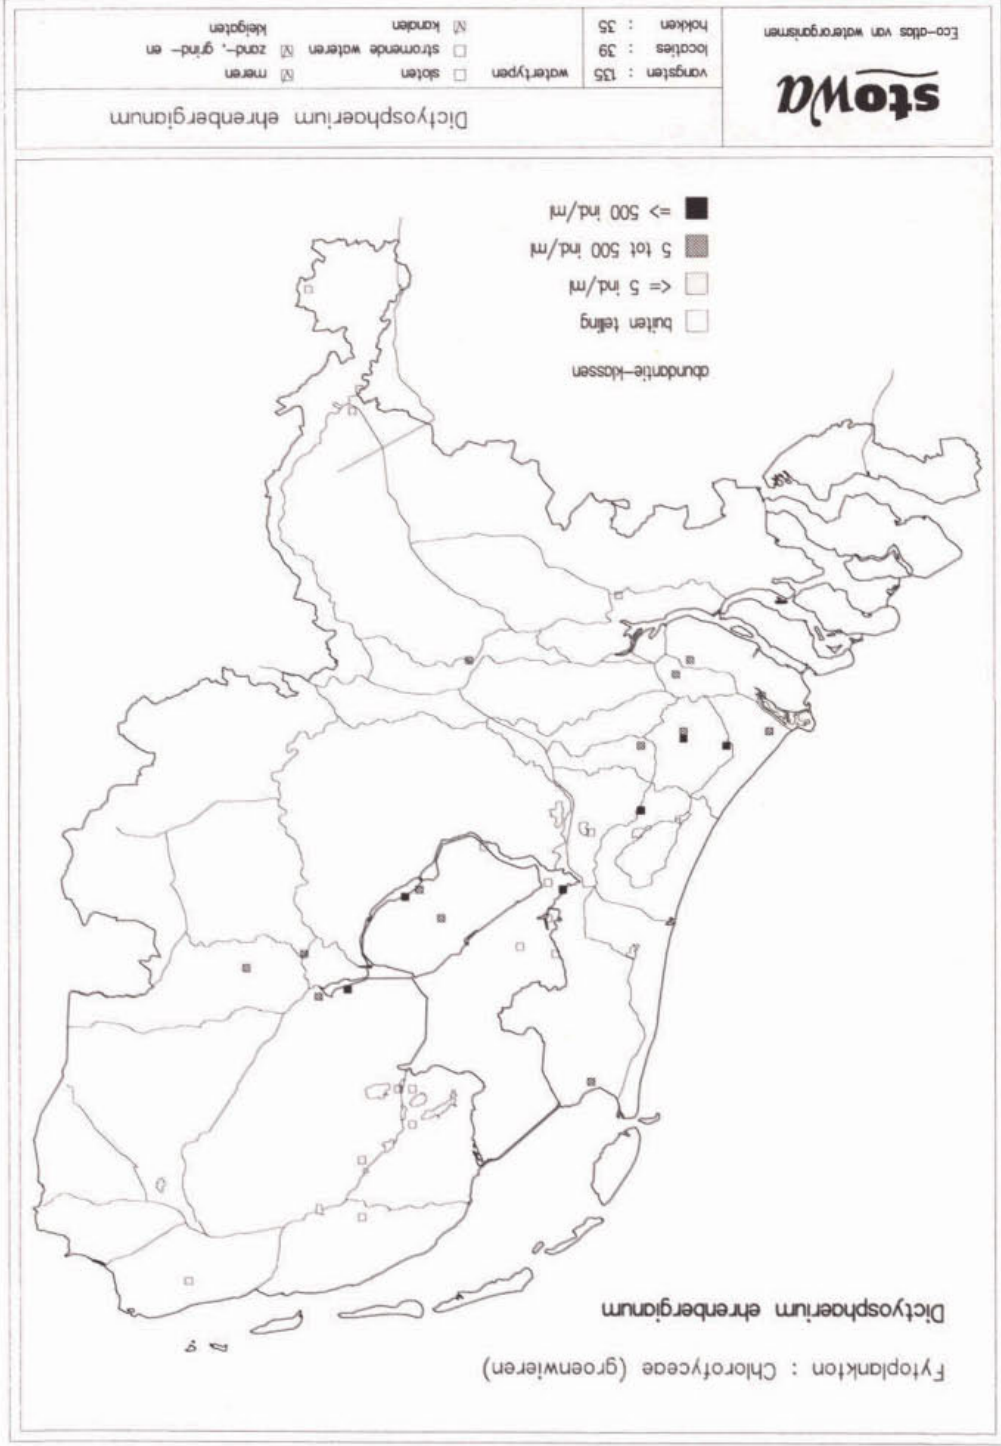 Fytoplankton : Chlorofyceae (groenwieren)
Dictyosphaerium ehrenbergianum
abundantie-klassen
buiten telling
<= 5 ind./ml
5 tot 500 ind./ml
=> 500 ind./ml
stowa
Eco-atlas van waterorganismen
Dictyosphaerium ehrenbergianum
vangsten : 135
locaties : 39
hokken : 35
watertypen
sloten
stromende wateren
kanalen
meren
zand-, grind- en
kleigaten